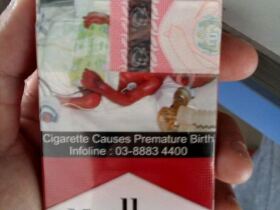 Cigarette Causes Premature Birth
Infoline : 03-8883 4400